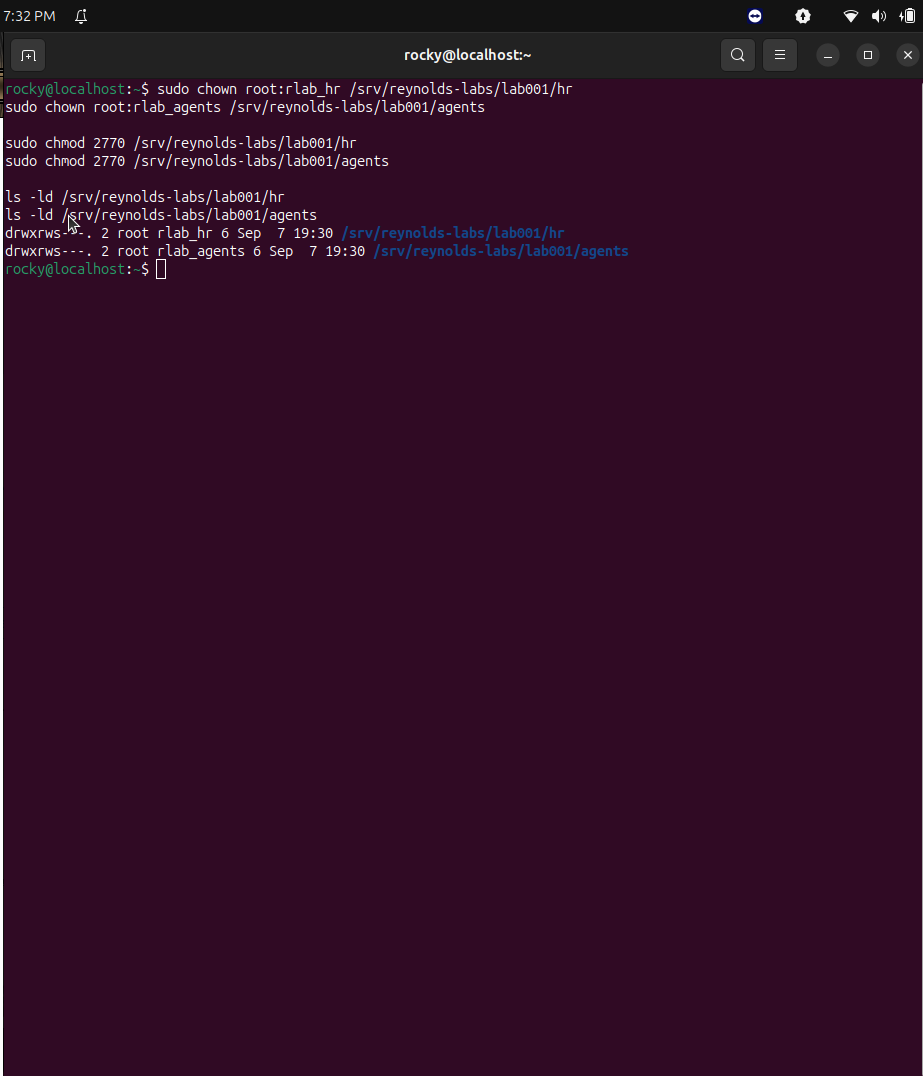 7:32 PM
rocky@localhost:~
rocky@localhost:~$ sudo chown root:rlab_hr /srv/reynolds-labs/lab001/hr
sudo chown root:rlab_agents /srv/reynolds-labs/lab001/agents
sudo chmod 2770 /srv/reynolds-labs/lab001/hr
sudo chmod 2770 /srv/reynolds-labs/lab001/agents
ls -ld /srv/reynolds-labs/lab001/hr
ls -ld /srv/reynolds-labs/lab001/agents
drwxrws---. 2 root rlab_hr 6 Sep  7 19:30 /srv/reynolds-labs/lab001/hr
drwxrws---. 2 root rlab_agents 6 Sep  7 19:30 /srv/reynolds-labs/lab001/agents
rocky@localhost:~$